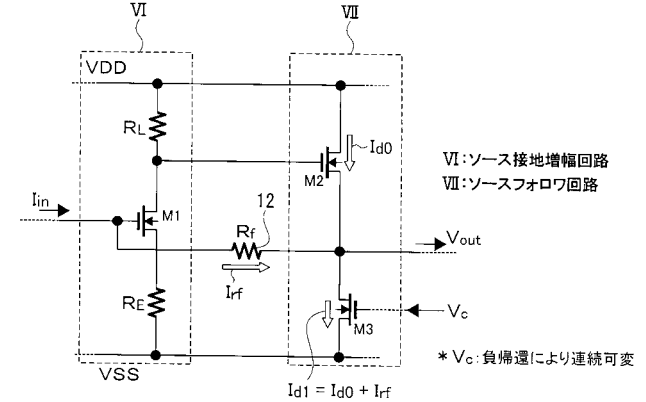 Ⅵ
Ⅶ
VDD
RL
Id0
M2
Ⅵ:ソース接地増幅回路
Ⅶ:ソースフォロワ回路
Iin
M1
Rf
12
Vout
Irf
RE
M3
Vc
VSS
Id1 = Id0 + Irf
*Vc:負帰還により連続可変